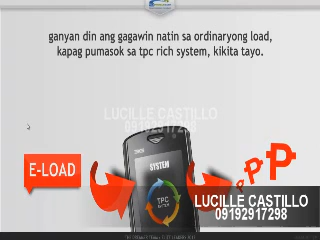 ganyan din ang gagawin natin sa ordinaryong load,
kapag pumasok sa tpc rich system, kikita tayo.
LUCILLE CASTILLO
09192917298
E-LOAD
SYSTEM
TPC
P P P
LUCILLE CASTILLO
09192917298